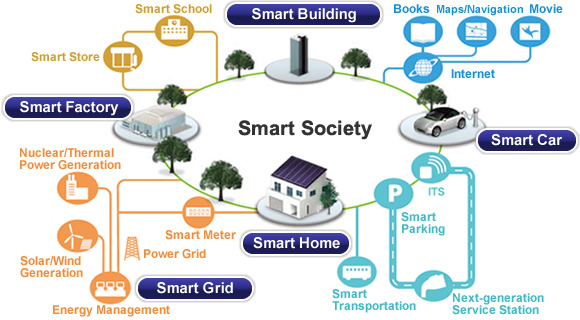 Smart School
Smart Building
Books
Maps/Navigation
Movie
Smart Store
Internet
Smart Factory
Smart Society
Smart Car
Nuclear/Thermal
Power Generation
ITS
P
Smart
Parking
Smart Meter
Smart Home
Power Grid
Solar/Wind
Generation
Smart Grid
Energy Management
Smart
Transportation
Next-generation
Service Station